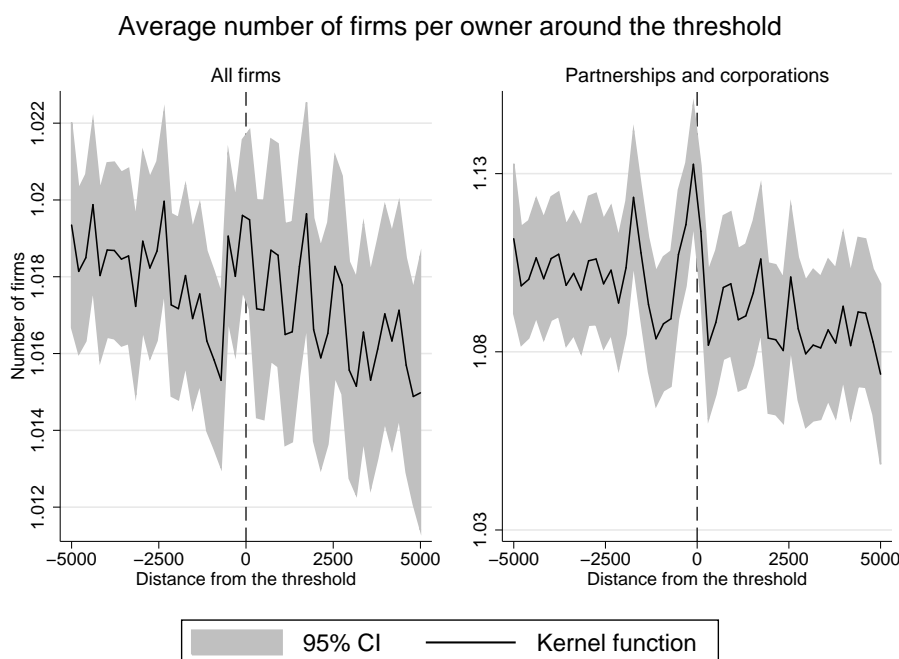 Average number of firms per owner around the threshold
All firms
Number of firms
1.022
1.02
1.018
1.016
1.014
1.012
−5000 −2500 0 2500 5000
Distance from the threshold
Partnerships and corporations
1.13
1.08
1.03
−5000 −2500 0 2500 5000
Distance from the threshold
95% CI Kernel function